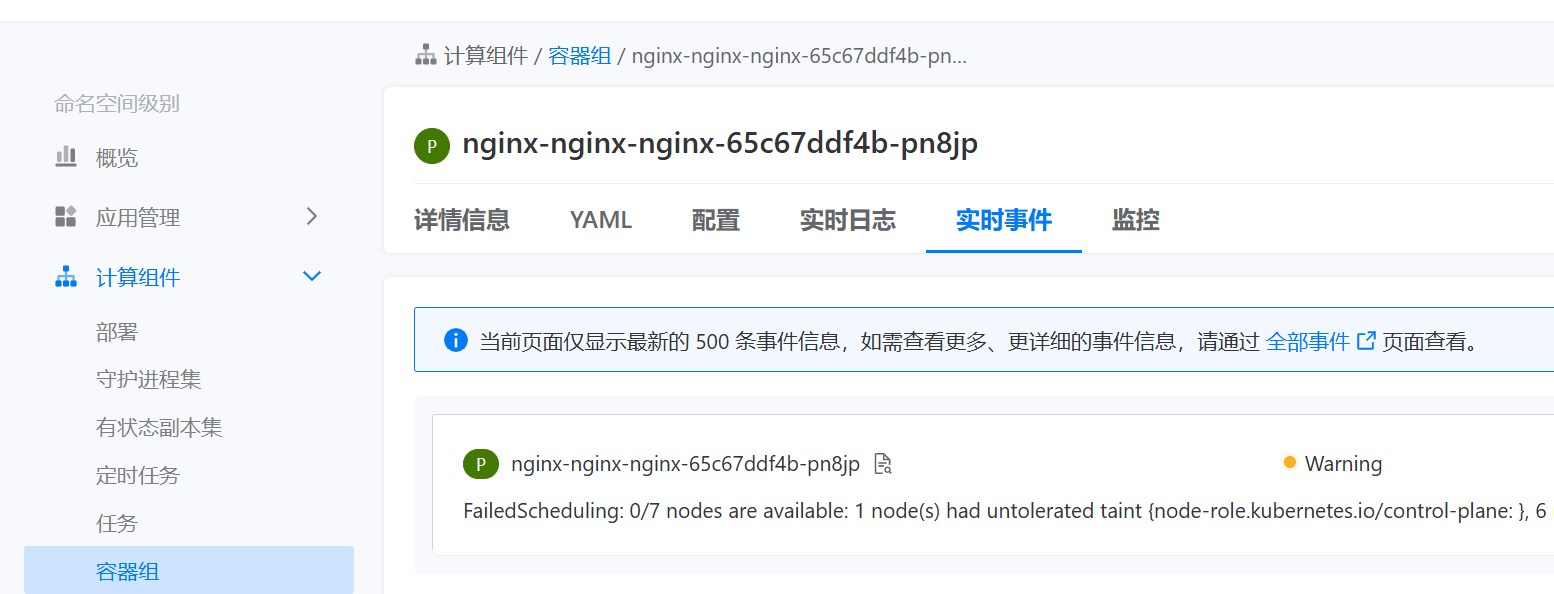 计算组件 / 容器组 / nginx-nginx-nginx-65c67ddf4b-pn...
命名空间级别
概览
应用管理
计算组件
部署
守护进程集
有状态副本集
定时任务
任务
容器组
P nginx-nginx-nginx-65c67ddf4b-pn8jp
详情信息 YAML 配置 实时日志 实时事件 监控
当前页面仅显示最新的 500 条事件信息，如需查看更多、更详细的事件信息，请通过 全部事件 页面查看。
P nginx-nginx-nginx-65c67ddf4b-pn8jp Warning
FailedScheduling: 0/7 nodes are available: 1 node(s) had untolerated taint {node-role.kubernetes.io/control-plane: }, 6